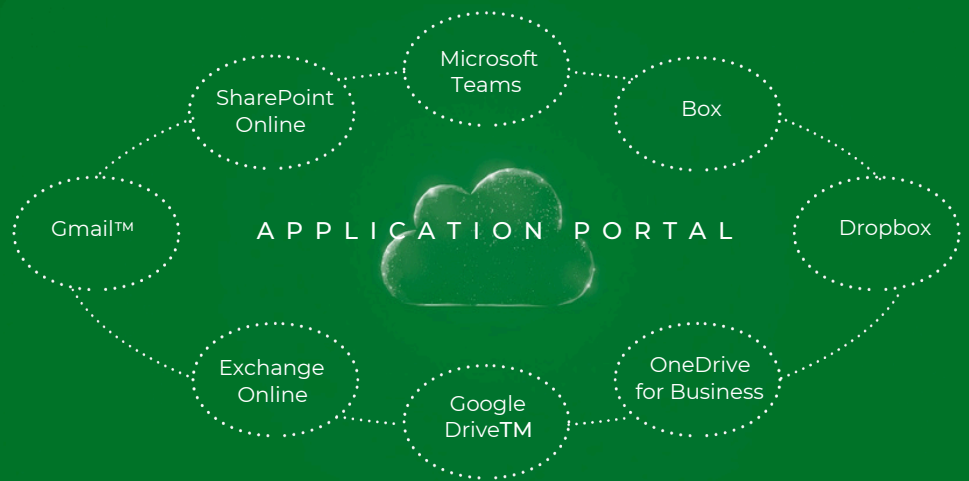 Microsoft
Teams
SharePoint
Online
Box
Gmail™
APPLICATION PORTAL
Dropbox
Exchange
Online
OneDrive
for Business
Google
DriveTM